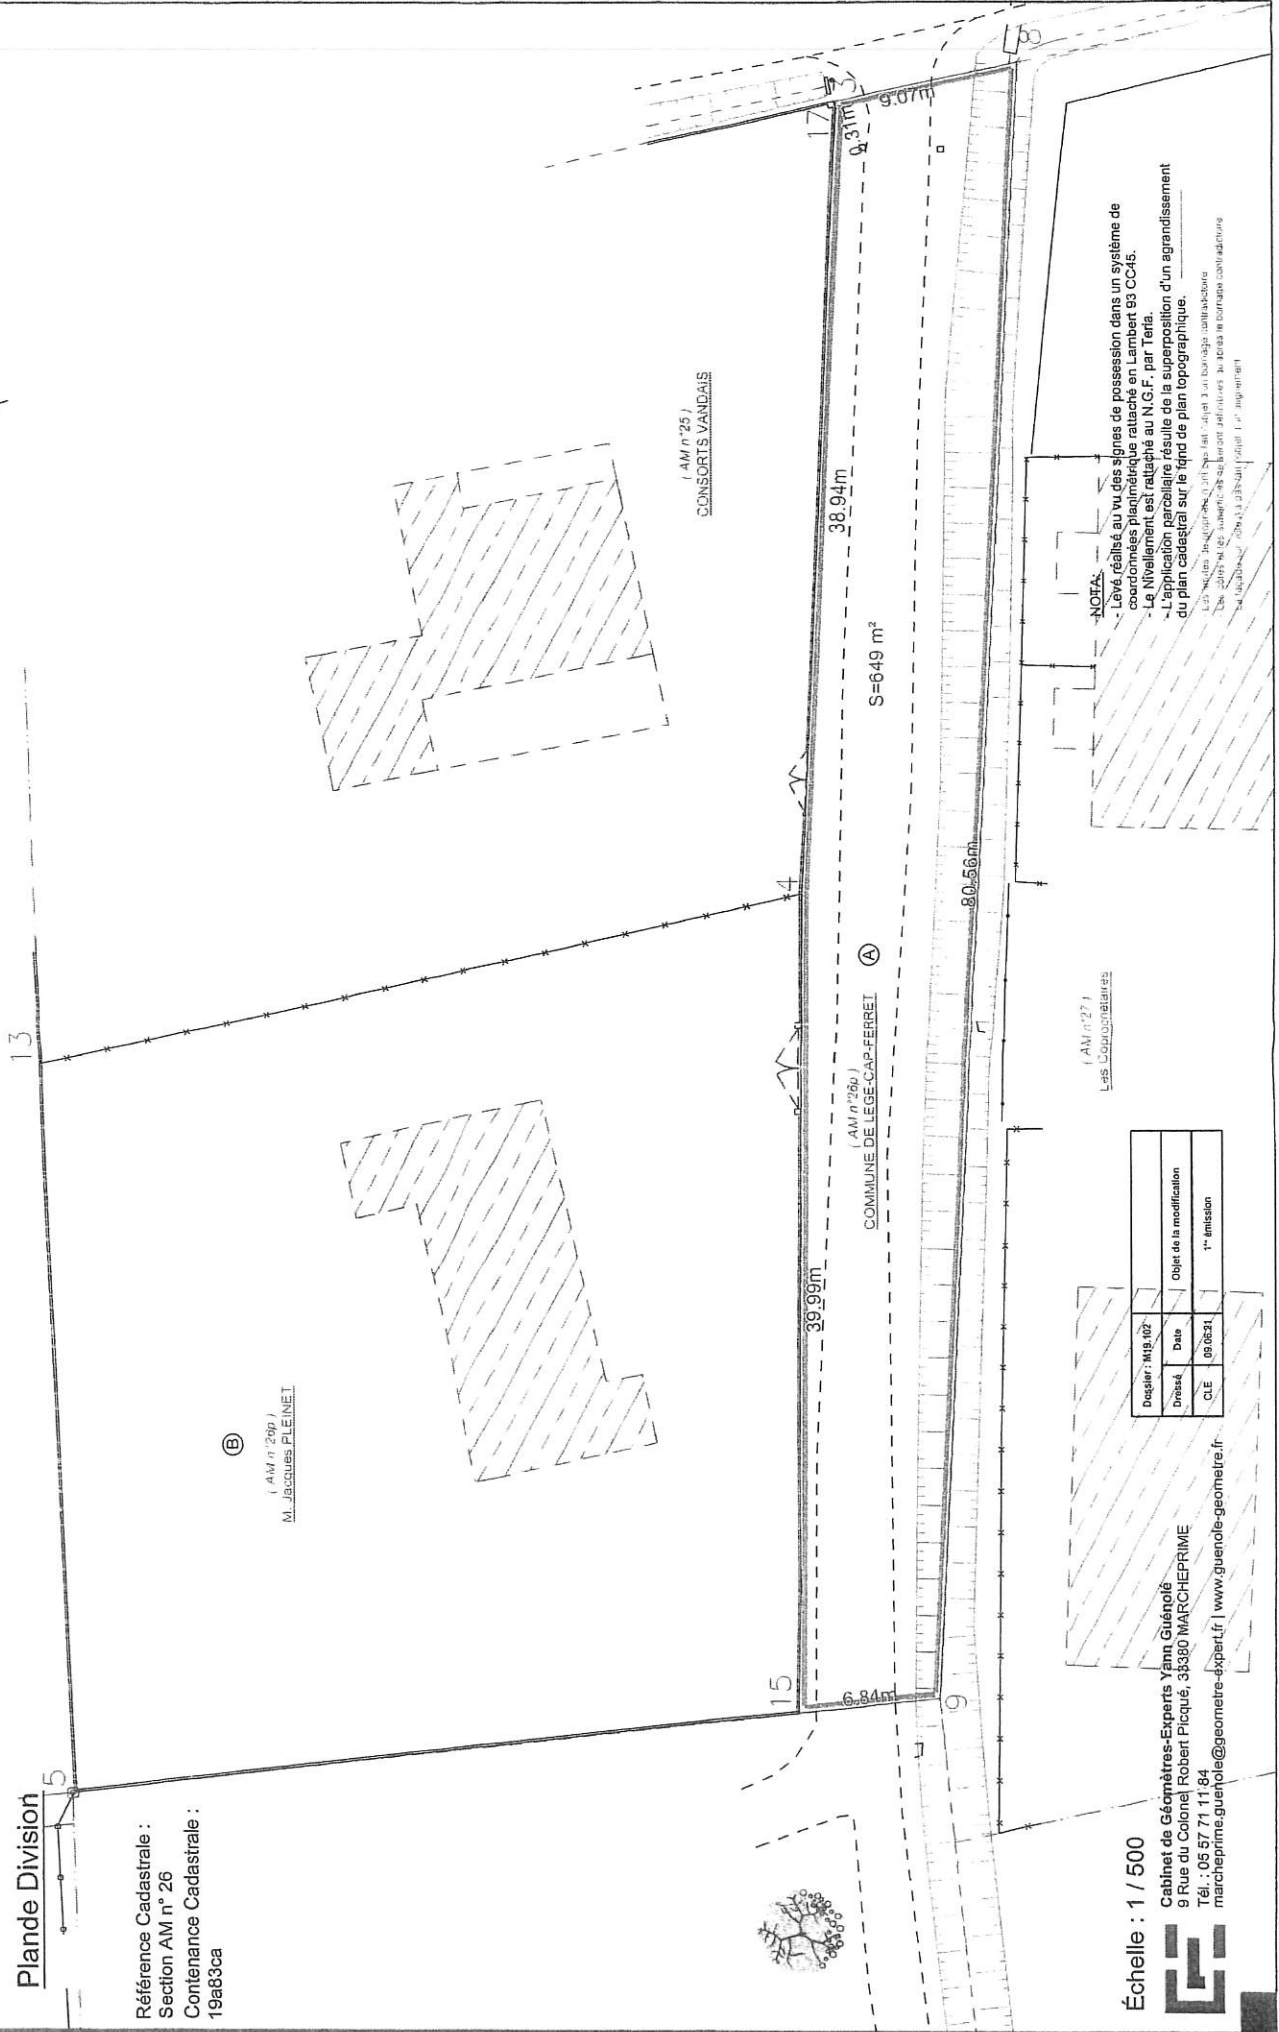 Plande Division
Référence Cadastrale :
Section AM n° 26
Contenance Cadastrale :
19a83ca
5
13
15
4
17
3
8
9
B
( AM n°26p )
M. Jacques PLEINET
( AM n°25 )
CONSORTS VANDAIS
39.99m
38.94m
0.31m
9.07m
6.84m
80.56m
S=649 m²
( AM n°26p )
COMMUNE DE LEGE-CAP-FERRET
A
( AM n°27 )
Les Copropriétaires
NOTA:
- Levé réalisé au vu des signes de possession dans un système de
coordonnées planimétrique rattaché en Lambert 93 CC45.
- Le Nivellement est rattaché au N.G.F. par Teria.
- L'application parcellaire résulte de la superposition d'un agrandissement
du plan cadastral sur le fond de plan topographique.
Dossier : M19.102
Dressé Date Objet de la modification
CLE 09.06.21 1re émission
Échelle : 1 / 500
Cabinet de Géomètres-Experts Yann Guénolé
9 Rue du Colonel Robert Picqué, 33380 MARCHEPRIME
Tél. : 05 57 71 11 84
marcheprime.guenole@geometre-expert.fr | www.guenole-geometre.fr